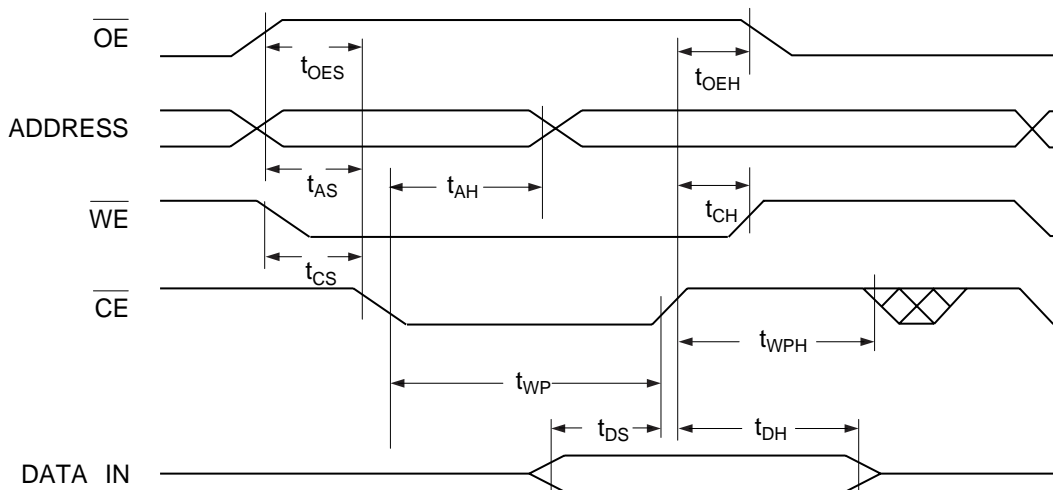 OE
tOES
tOEH
ADDRESS
tAS
tAH
tCH
WE
tCS
CE
tWPH
tWP
tDS
tDH
DATA IN